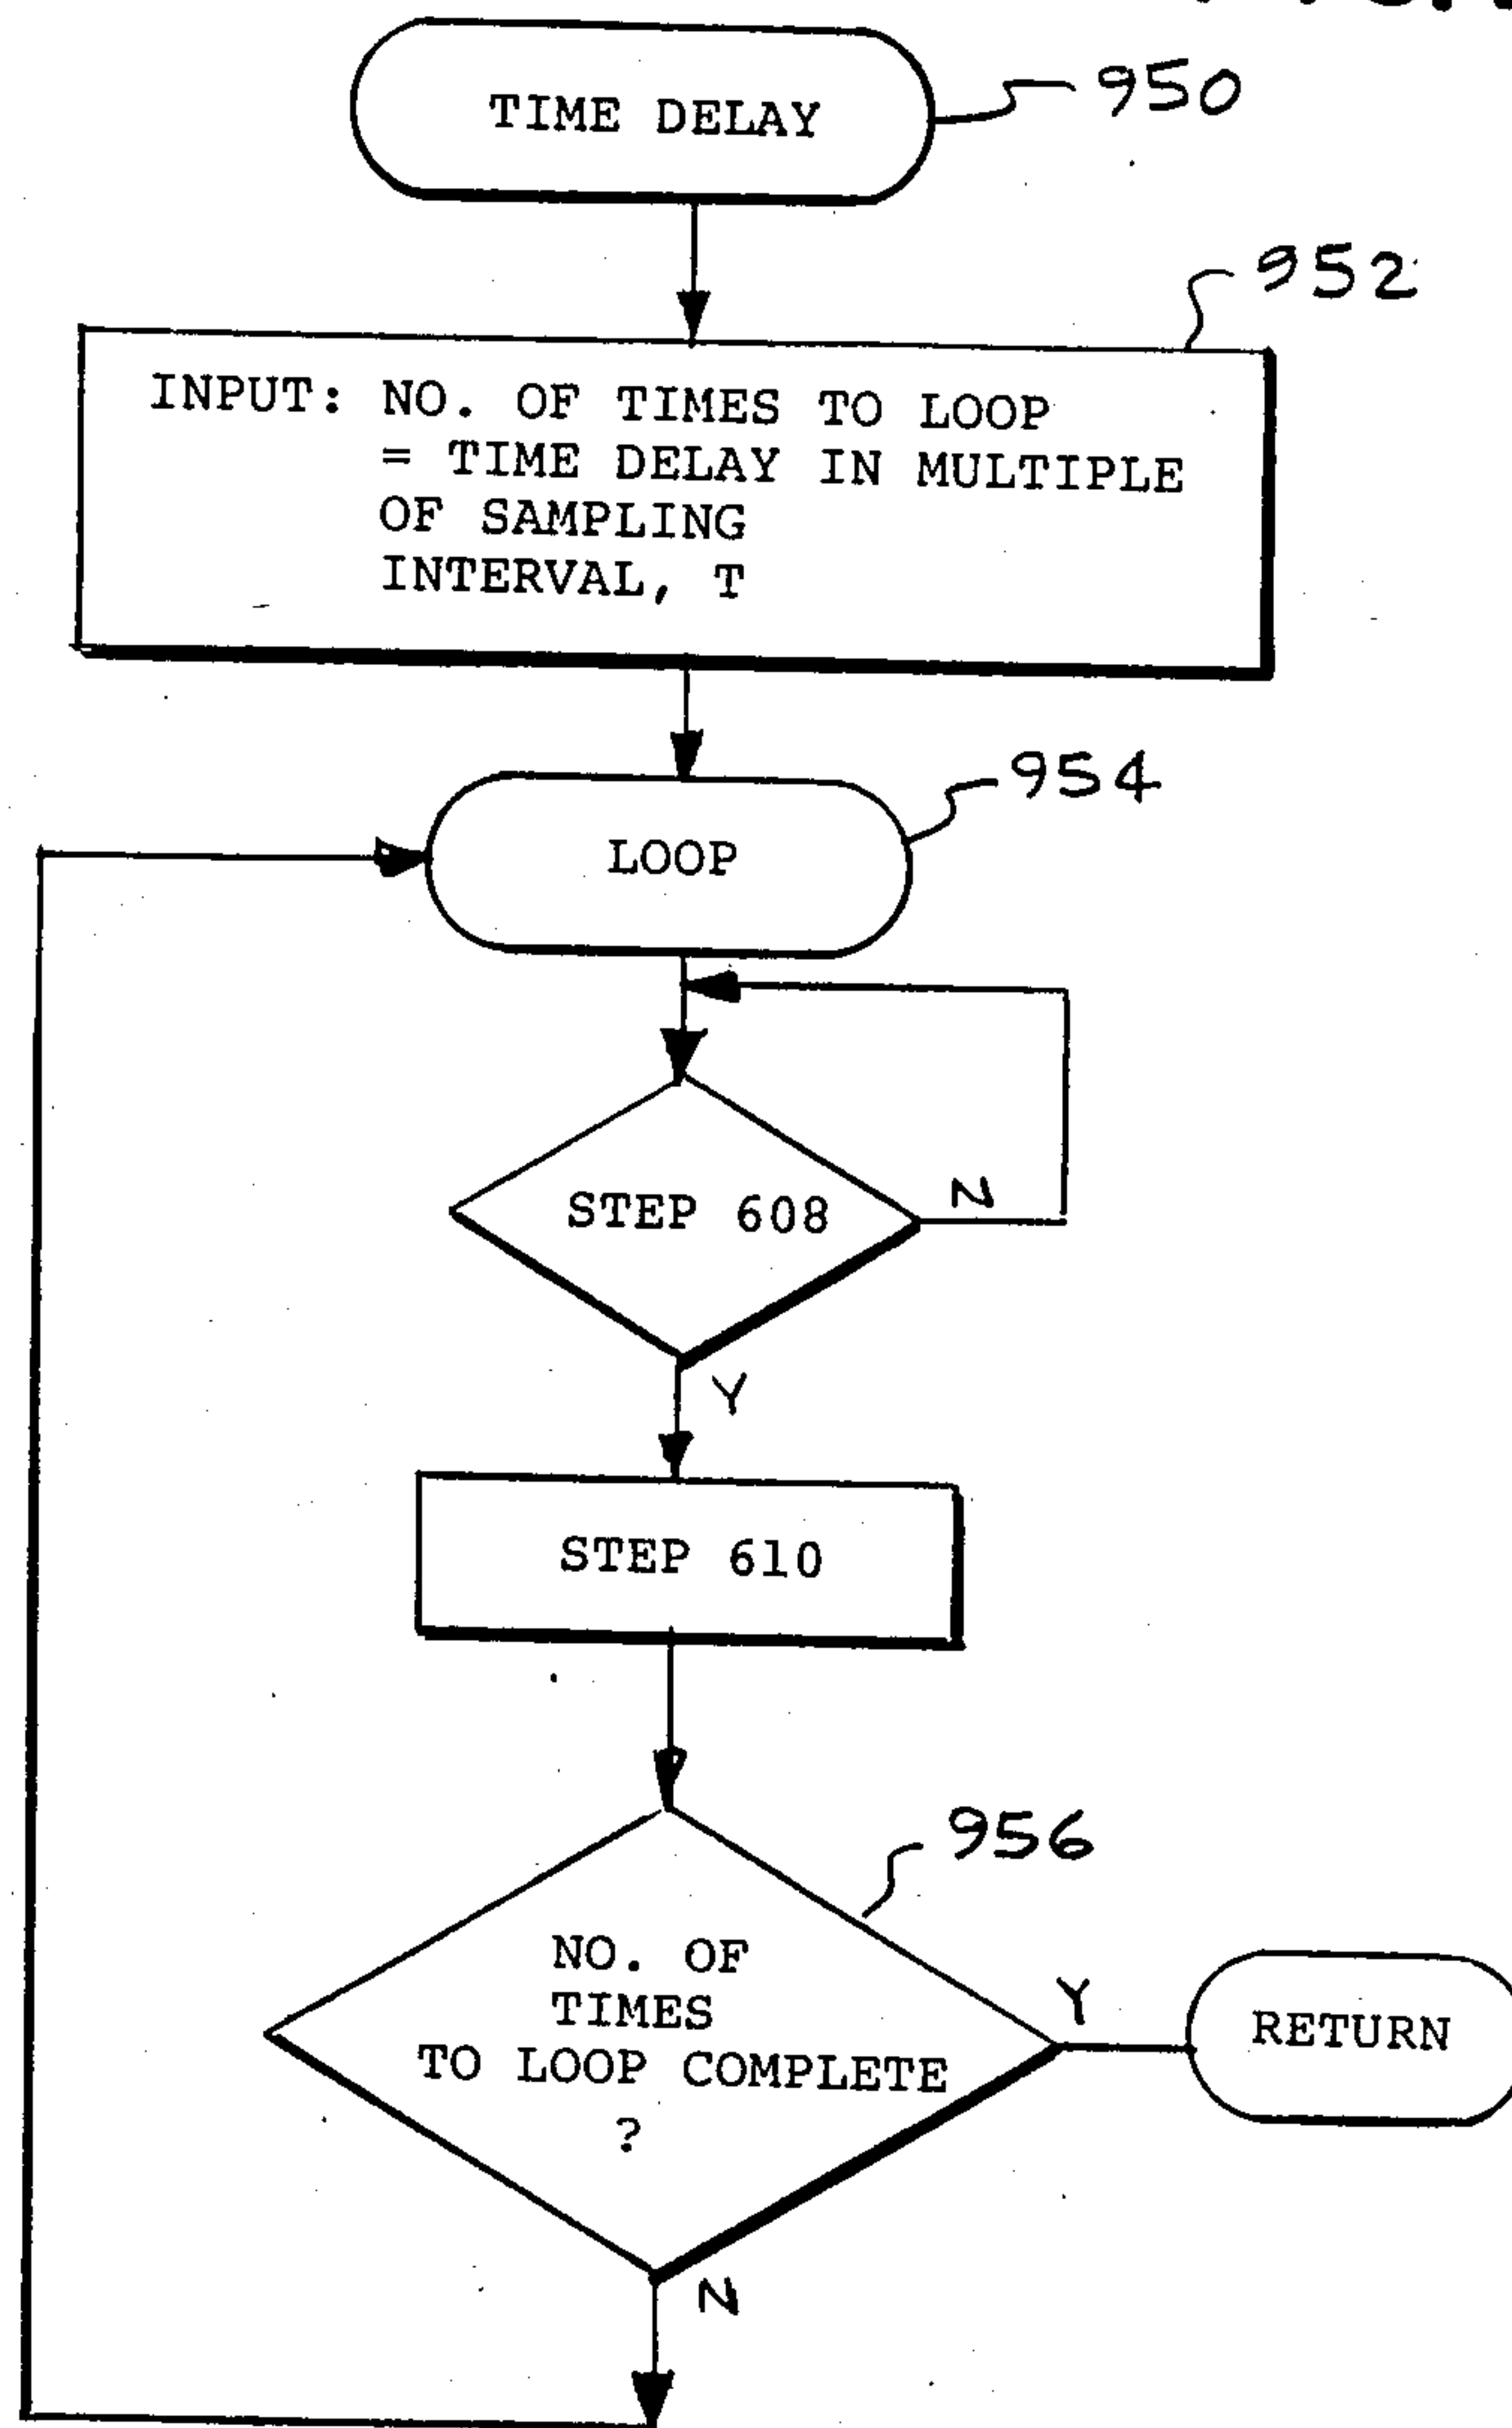 TIME DELAY
950
952
INPUT: NO. OF TIMES TO LOOP
= TIME DELAY IN MULTIPLE
OF SAMPLING
INTERVAL, T
954
LOOP
STEP 608
N
Y
STEP 610
956
NO. OF
TIMES
TO LOOP COMPLETE
?
Y
RETURN
N